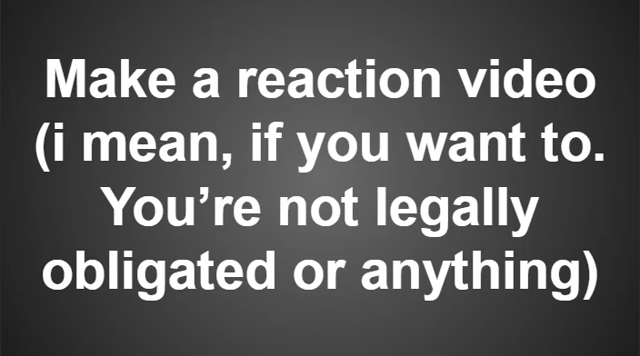 Make a reaction video
(i mean, if you want to.
You’re not legally
obligated or anything)